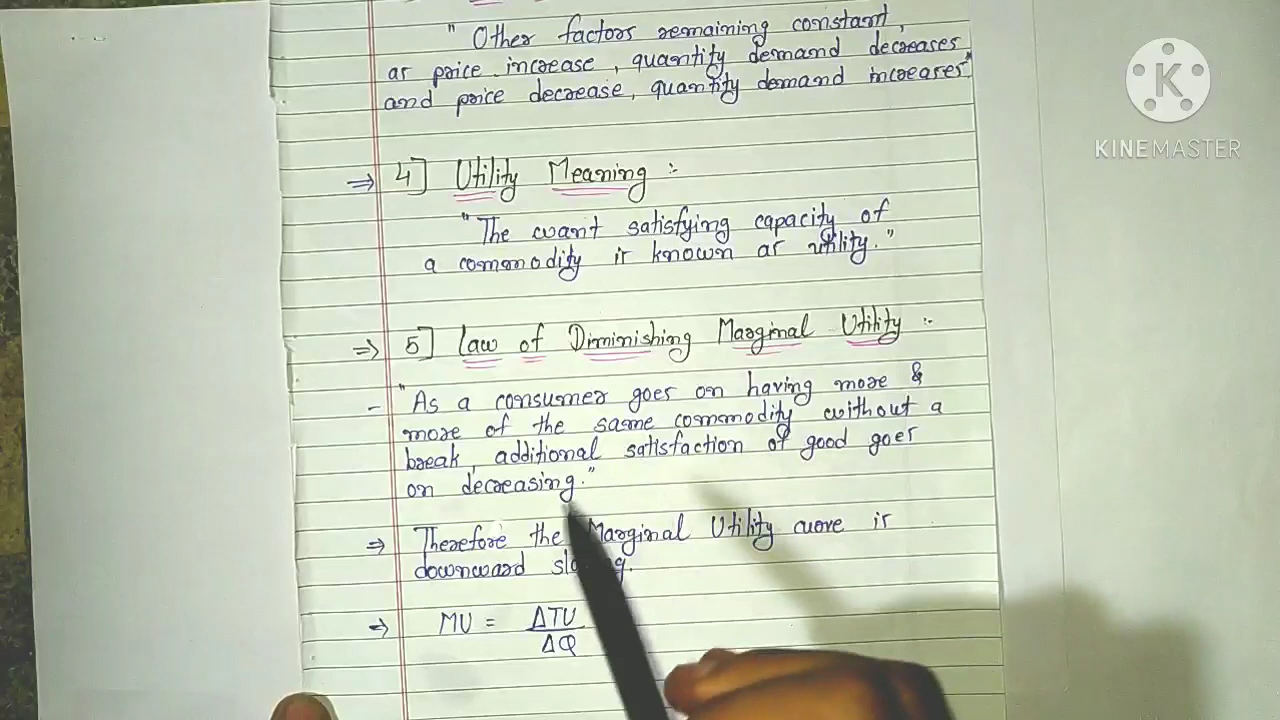 " Other factors remaining constant,
as price increase, quantity demand decreases
and price decrease, quantity demand increases"
⇒ 4] Utility Meaning :-
"The want satisfying capacity of
a commodity is known as utility."
⇒ 5] Law of Diminishing Marginal Utility :-
- "As a consumer goes on having more &
more of the same commodity without a
break, additional satisfaction of good goes
on decreasing."
⇒ Therefore the Marginal Utility curve is
downward
⇒ MU = ΔTU
ΔQ
K
KINEMASTER